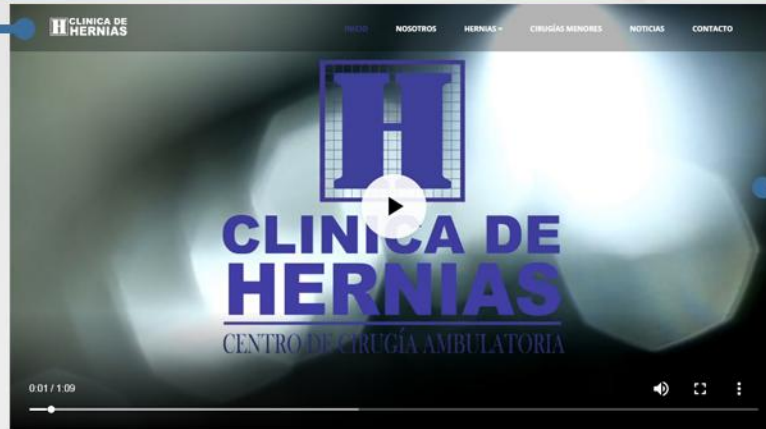 CLINICA DE
HERNIAS
INICIO
NOSOTROS
HERNIAS
CIRUGÍAS MENORES
NOTICIAS
CONTACTO
H
CLINICA DE
HERNIAS
CENTRO DE CIRUGÍA AMBULATORIA
0:01 / 1:09